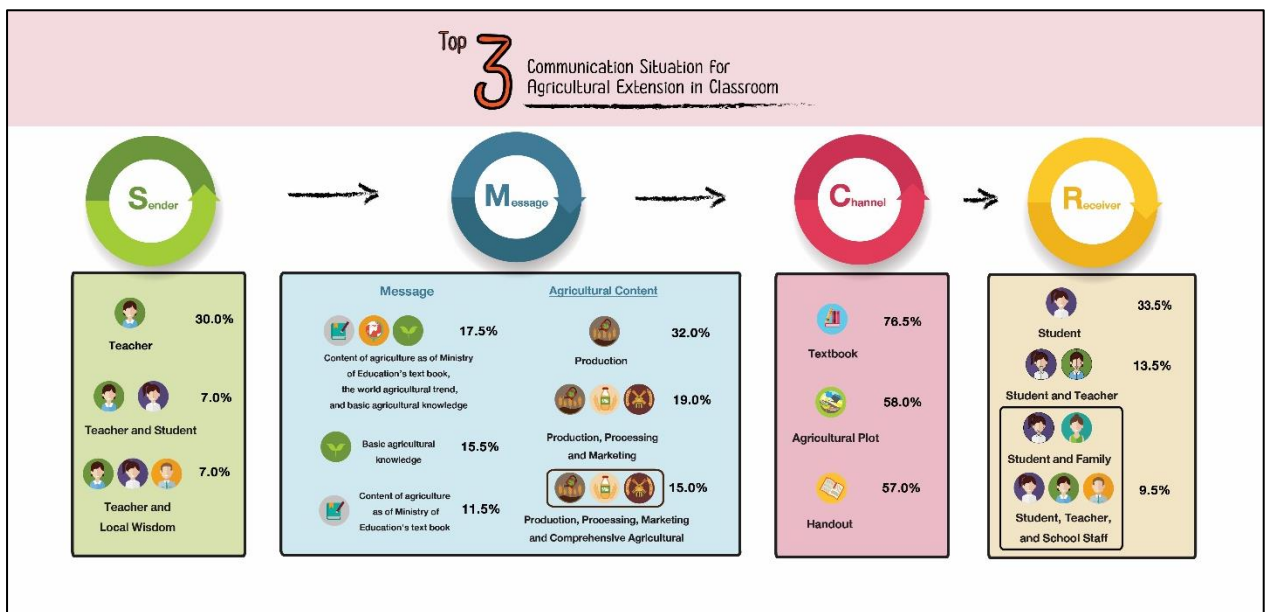 Top 3 Communication Situation for
Agricultural Extension in Classroom
Sender
Message
Channel
Receiver
30.0%
Teacher
7.0%
Teacher and Student
7.0%
Teacher and
Local Wisdom
Message
17.5%
Content of agriculture as of Ministry
of Education's text book,
the world agricultural trend,
and basic agricultural knowledge
Basic agricultural
knowledge
15.5%
Content of agriculture
as of Ministry of
Education's text book
11.5%
Agricultural Content
32.0%
Production
19.0%
Production, Processing
and Marketing
15.0%
Production, Processing, Marketing
and Comprehensive Agricultural
76.5%
Textbook
58.0%
Agricultural Plot
57.0%
Handout
33.5%
Student
13.5%
Student and Teacher
Student and Family
9.5%
Student, Teacher,
and School Staff